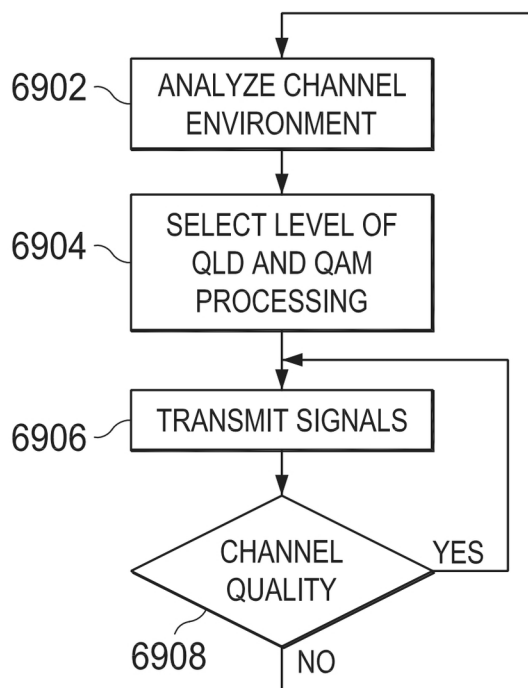 6902
ANALYZE CHANNEL
ENVIRONMENT
6904
SELECT LEVEL OF
QLD AND QAM
PROCESSING
6906
TRANSMIT SIGNALS
CHANNEL
QUALITY
YES
6908
NO